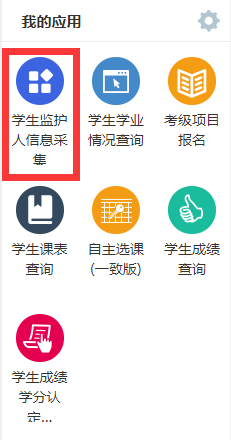 我的应用
学生监护
人信息采
集
学生学业
情况查询
考级项目
报名
学生课表
查询
自主选课
(一致版)
学生成绩
查询
学生成绩
学分认
定...